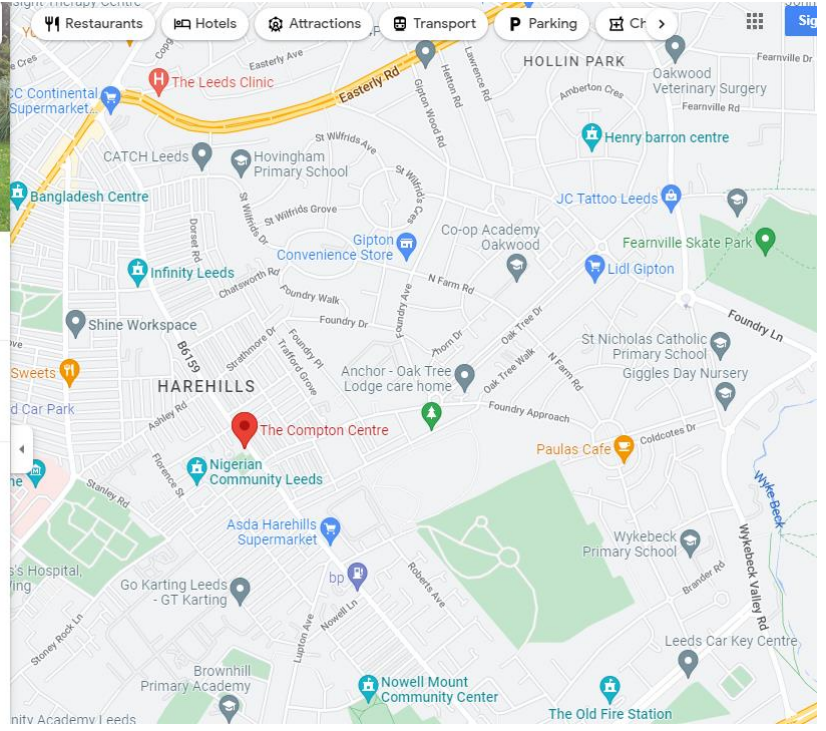 Restaurants
Hotels
Attractions
Transport
Parking
Easterly Ave
Easterly Rd
Gipton Wood Rd
Hetton Rd
Lawrence Rd
HOLLIN PARK
Fearnville Dr
Oakwood
Veterinary Surgery
Amberton Cres
Fearnville Rd
The Leeds Clinic
CC Continental
Supermarket...
CATCH Leeds
Hovingham
Primary School
St Wilfrids Ave
St Wilfrid's Cres
Henry barron centre
Bangladesh Centre
Dorset Rd
St Wilfrids Dr
St Wilfrids Grove
JC Tattoo Leeds
Gipton
Convenience Store
Co-op Academy
Oakwood
Fearnville Skate Park
Infinity Leeds
Chatsworth Rd
N Farm Rd
Lidl Gipton
Foundry Walk
Foundry Ave
Foundry Dr
Foundry Ln
Shine Workspace
B6159
Strathmore Dr
Foundry Pl
Trafford Grove
Thorn Dr
Oak Tree Dr
Oak Tree Walk
N Farm Rd
St Nicholas Catholic
Primary School
Giggles Day Nursery
Sweets
HAREHILLS
Anchor - Oak Tree
Lodge care home
d Car Park
Ashley Rd
The Compton Centre
Foundry Approach
Coldcotes Dr
Paulas Cafe
Florence St
Nigerian
Community Leeds
Stanley Rd
Wyke Beck
Asda Harehills
Supermarket
Wykebeck
Primary School
Wykebeck Valley Rd
Brander Rd
s's Hospital,
Go Karting Leeds
- GT Karting
bp
Roberts Ave
Nowell Ln
Lupton Ave
Stoney Rock Ln
Leeds Car Key Centre
Brownhill
Primary Academy
Nowell Mount
Community Center
The Old Fire Station
nity Academy Leeds